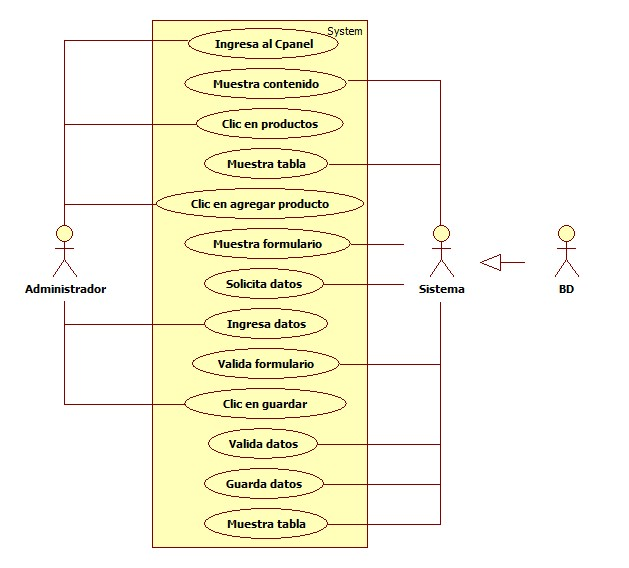 System
Ingresa al Cpanel
Muestra contenido
Clic en productos
Muestra tabla
Clic en agregar producto
Muestra formulario
Administrador
Solicita datos
Sistema
BD
Ingresa datos
Valida formulario
Clic en guardar
Valida datos
Guarda datos
Muestra tabla